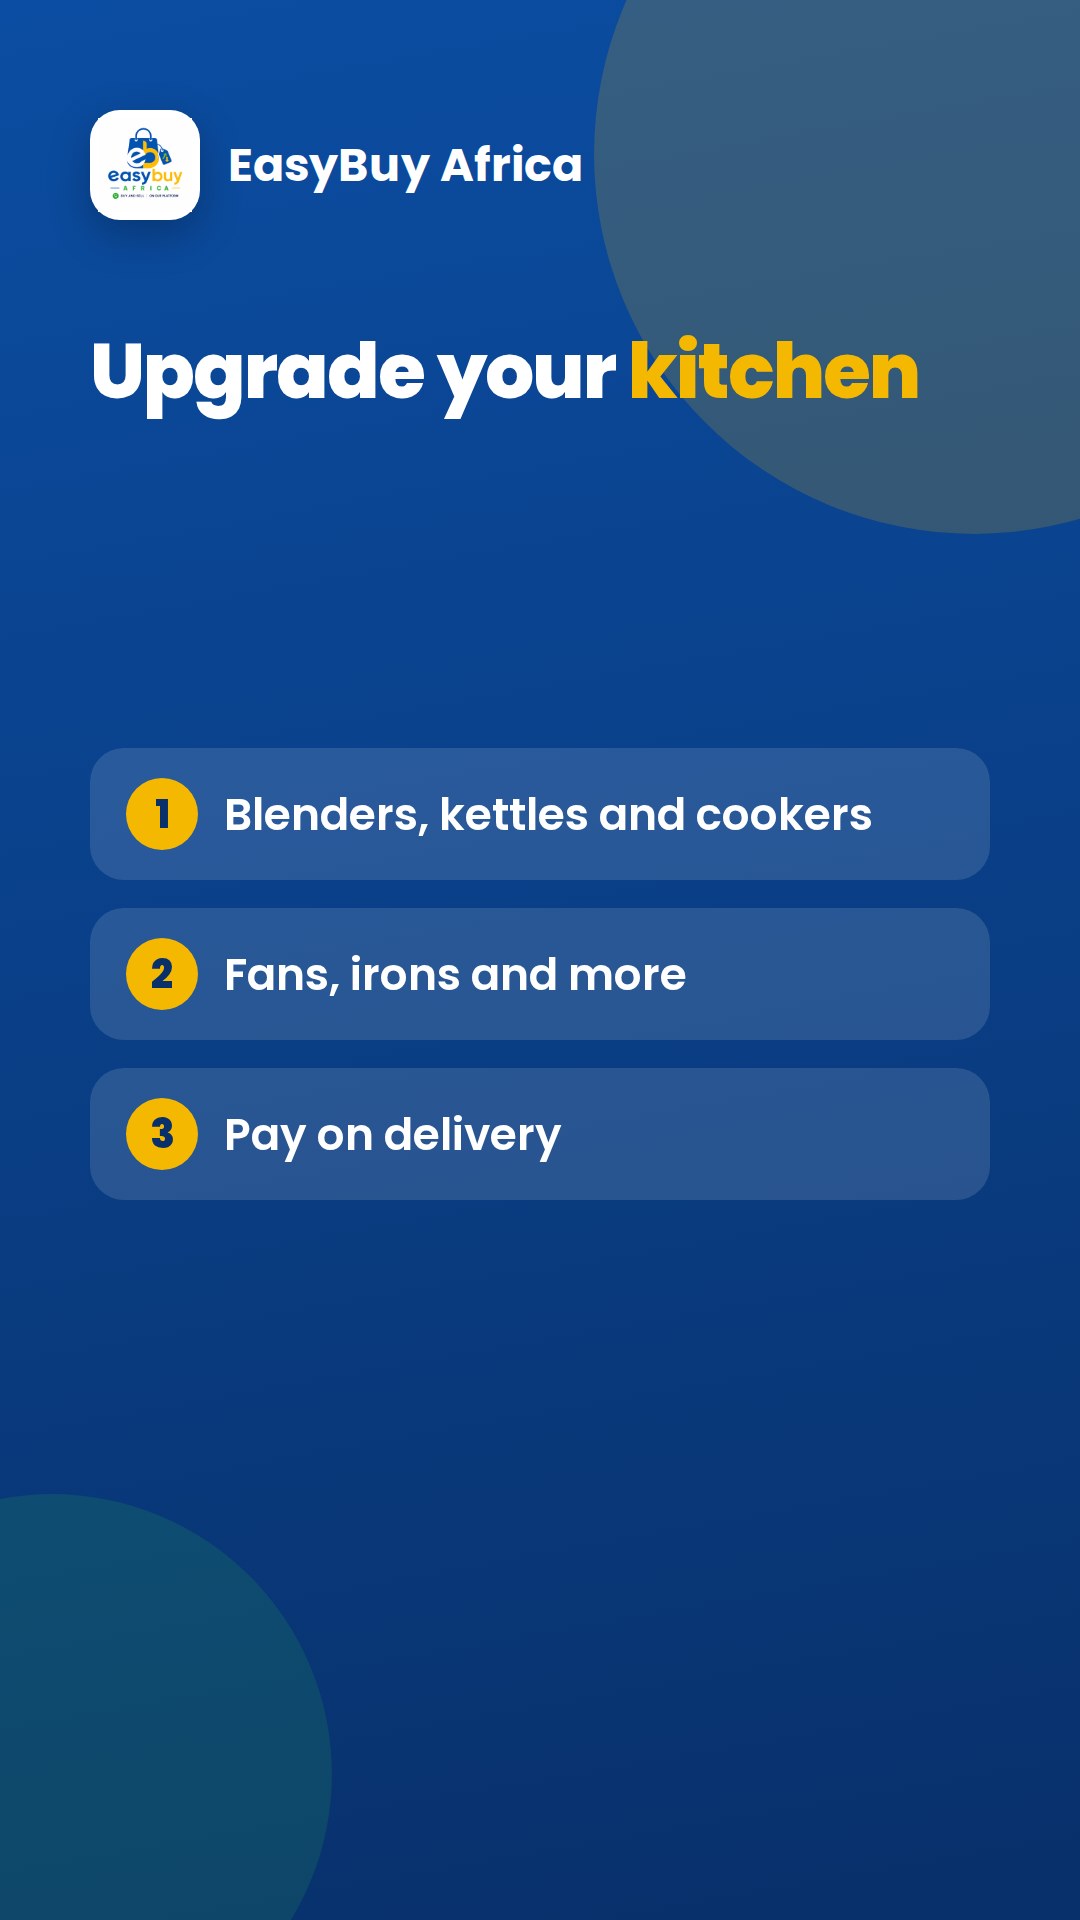 easybuy
AFRICA
EasyBuy Africa
Upgrade your kitchen
1 Blenders, kettles and cookers
2 Fans, irons and more
3 Pay on delivery